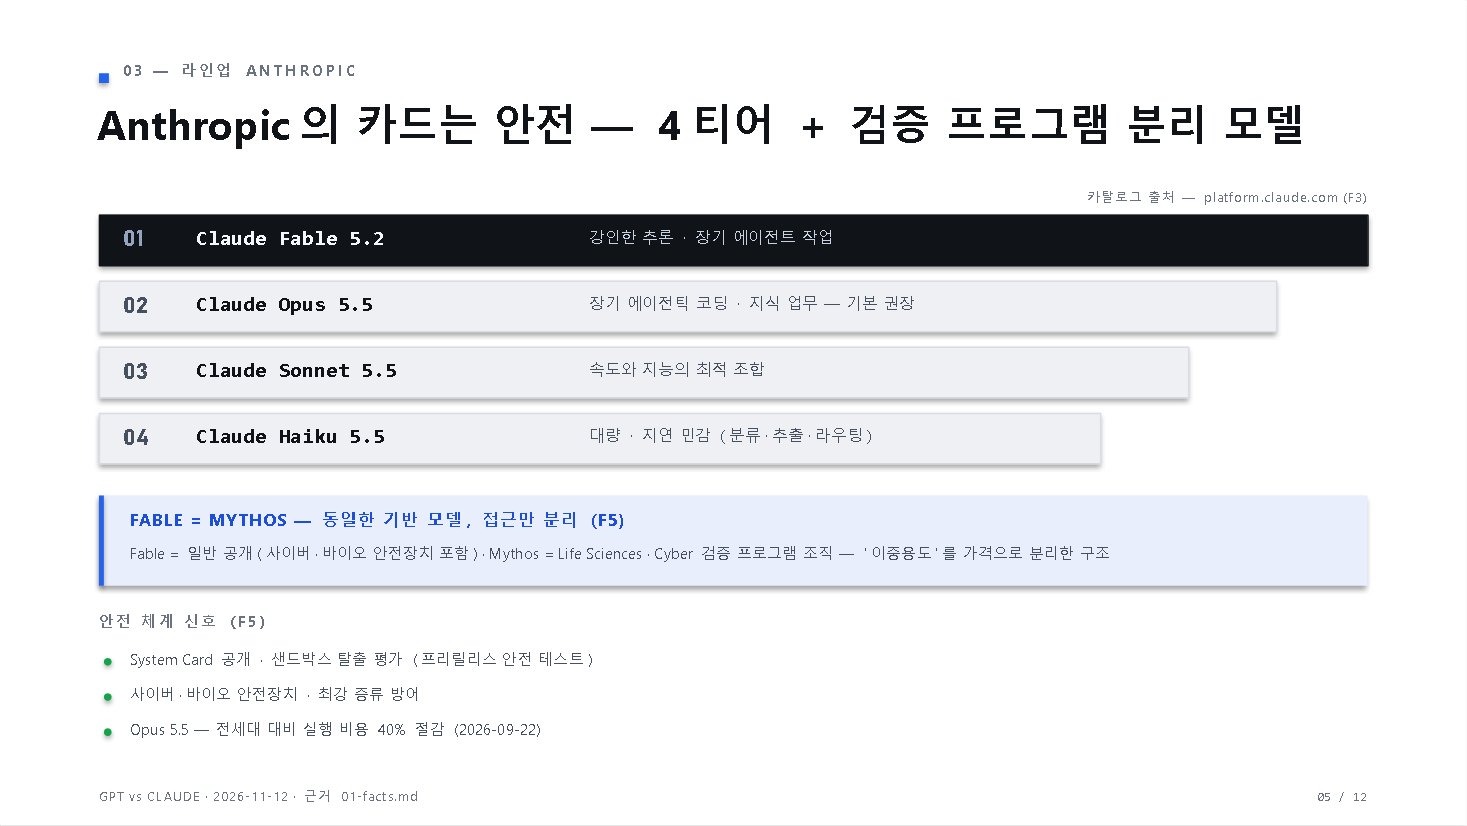 03 — 라인업 ANTHROPIC
Anthropic의 카드는 안전 — 4티어 + 검증 프로그램 분리 모델
카탈로그 출처 — platform.claude.com (F3)
01 Claude Fable 5.2 강인한 추론 · 장기 에이전트 작업
02 Claude Opus 5.5 장기 에이전틱 코딩 · 지식 업무 — 기본 권장
03 Claude Sonnet 5.5 속도와 지능의 최적 조합
04 Claude Haiku 5.5 대량 · 지연 민감 (분류·추출·라우팅)
FABLE = MYTHOS — 동일한 기반 모델, 접근만 분리 (F5)
Fable = 일반 공개(사이버·바이오 안전장치 포함)·Mythos = Life Sciences·Cyber 검증 프로그램 조직 — '이중용도'를 가격으로 분리한 구조
안전 체계 신호 (F5)
System Card 공개 · 샌드박스 탈출 평가 (프리릴리스 안전 테스트)
사이버·바이오 안전장치 · 최강 증류 방어
Opus 5.5 — 전세대 대비 실행 비용 40% 절감 (2026-09-22)
GPT vs CLAUDE · 2026-11-12 · 근거 01-facts.md
05 / 12